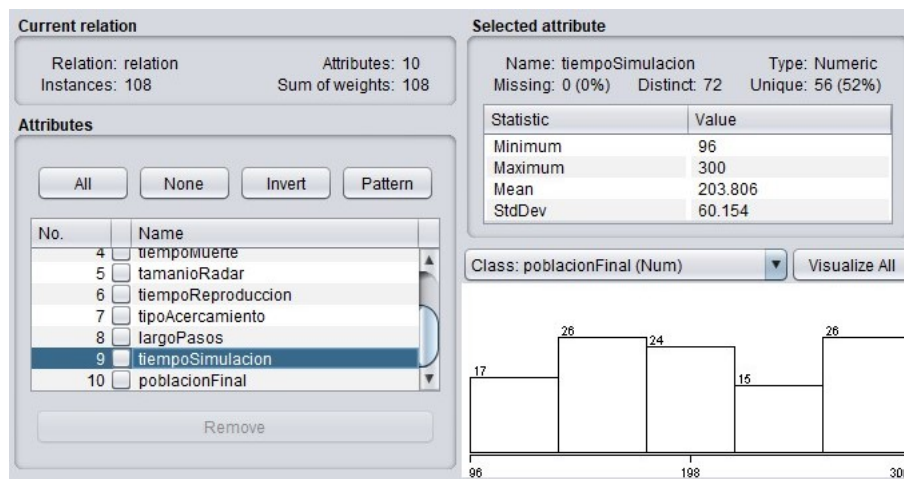 Current relation
Relation: relation
Attributes: 10
Instances: 108
Sum of weights: 108
Attributes
All
None
Invert
Pattern
No.
Name
4
tiempoMuerte
5
tamanioRadar
6
tiempoReproduccion
7
tipoAcercamiento
8
largoPasos
9
tiempoSimulacion
10
poblacionFinal
Remove
Selected attribute
Name: tiempoSimulacion
Type: Numeric
Missing: 0 (0%)
Distinct: 72
Unique: 56 (52%)
Statistic
Value
Minimum
96
Maximum
300
Mean
203.806
StdDev
60.154
Class: poblacionFinal (Num)
Visualize All
17
26
24
15
26
96
198